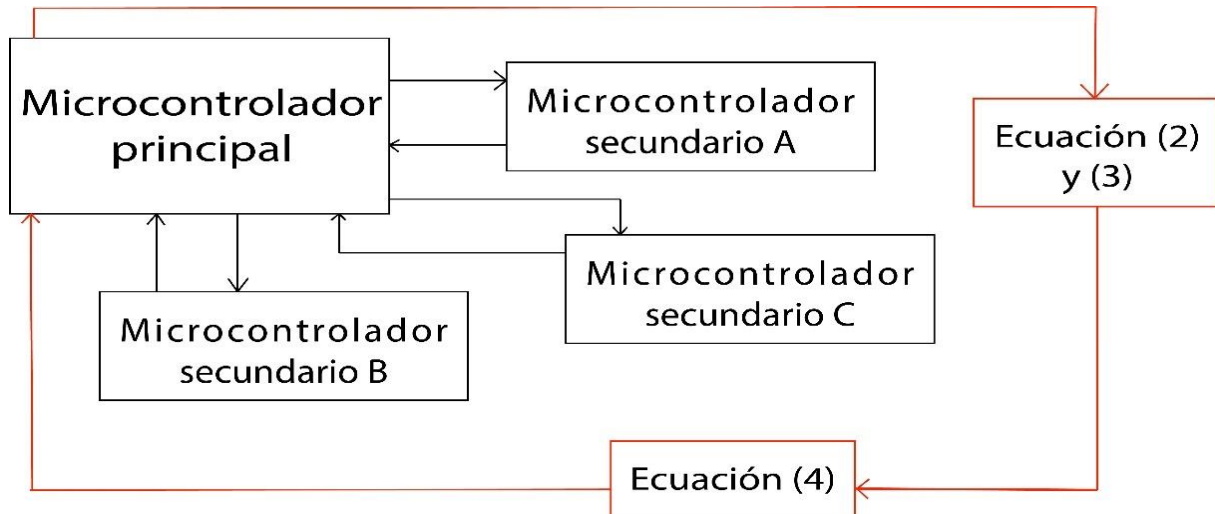 Microcontrolador
principal
Microcontrolador
secundario A
Ecuación (2)
y (3)
Microcontrolador
secundario C
Microcontrolador
secundario B
Ecuación (4)